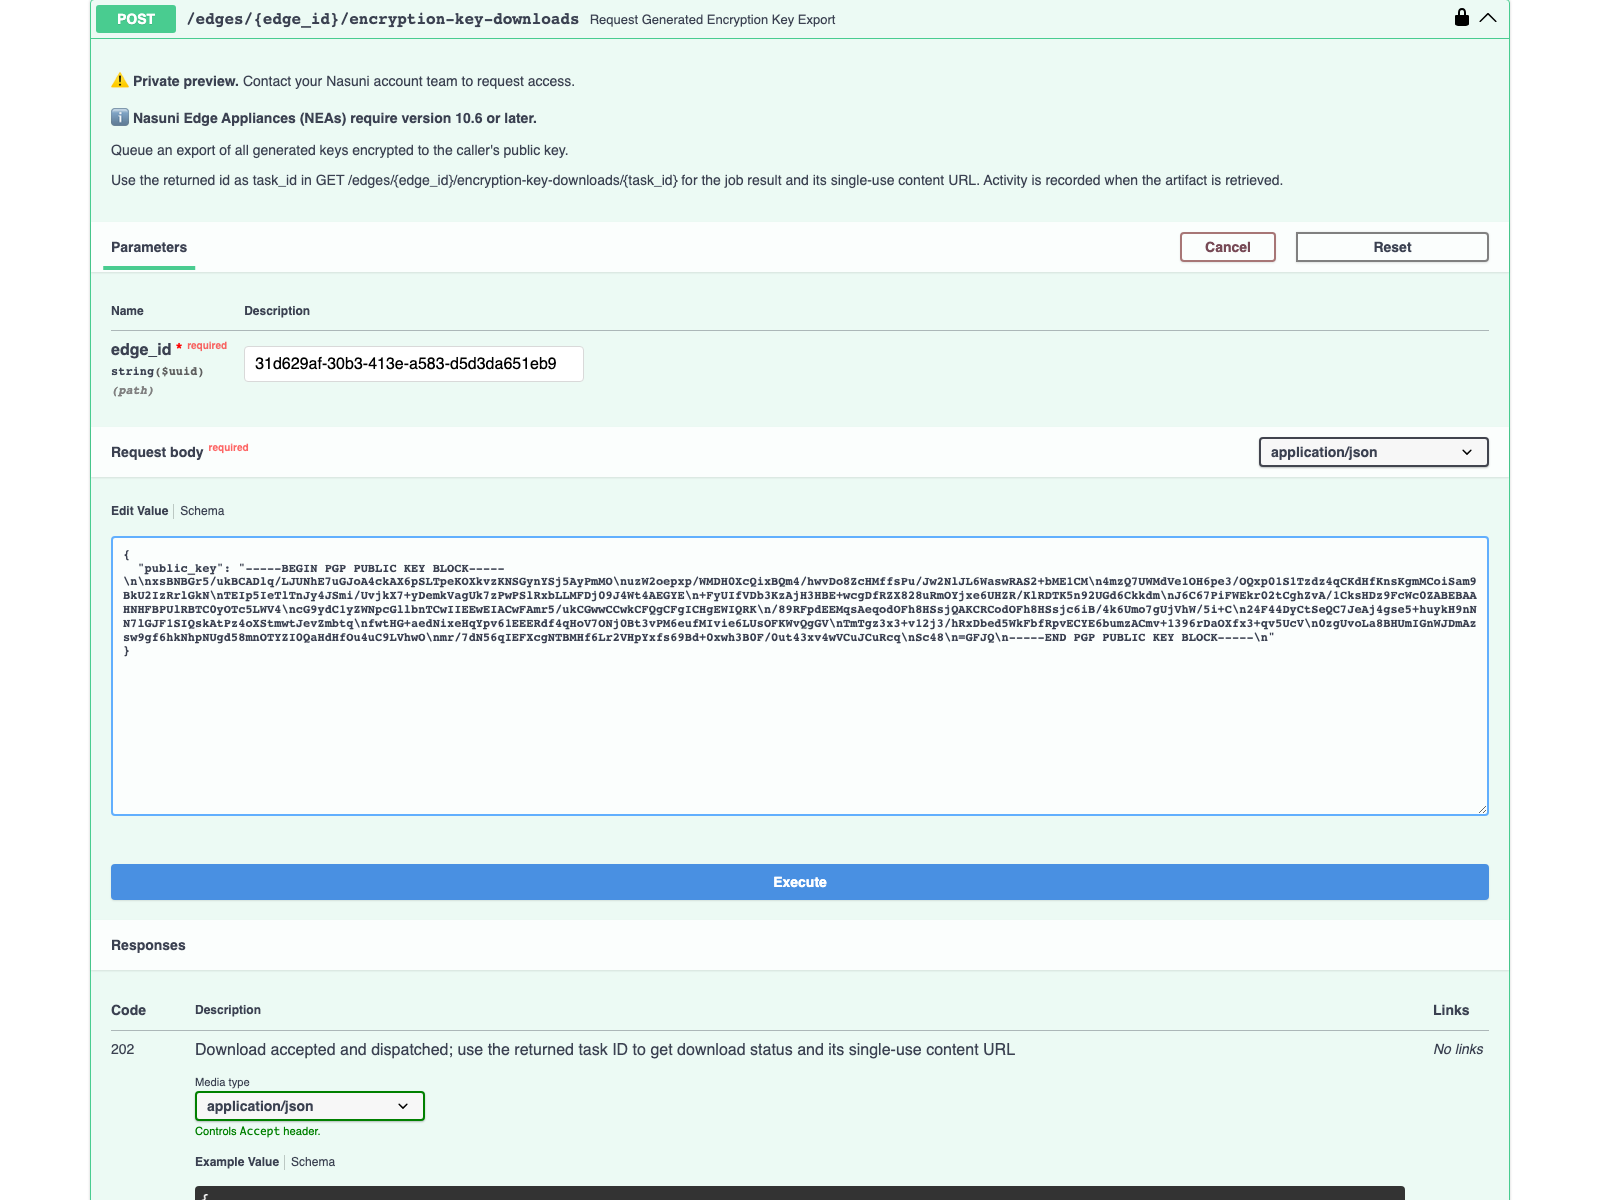 POST /edges/{edge_id}/encryption-key-downloads Request Generated Encryption Key Export
⚠️ Private preview. Contact your Nasuni account team to request access.
ℹ️ Nasuni Edge Appliances (NEAs) require version 10.6 or later.
Queue an export of all generated keys encrypted to the caller's public key.
Use the returned id as task_id in GET /edges/{edge_id}/encryption-key-downloads/{task_id} for the job result and its single-use content URL. Activity is recorded when the artifact is retrieved.
Parameters Cancel Reset
Name Description
edge_id * required
31d629af-30b3-413e-a583-d5d3da651eb9
string($uuid)
(path)
Request body required application/json
Edit Value Schema
{
"public_key": "-----BEGIN PGP PUBLIC KEY BLOCK-----
-----END PGP PUBLIC KEY BLOCK-----\n"
}
Execute
Responses
Code Description Links
202 Download accepted and dispatched; use the returned task ID to get download status and its single-use content URL No links
Media type
application/json
Controls Accept header.
Example Value Schema
{